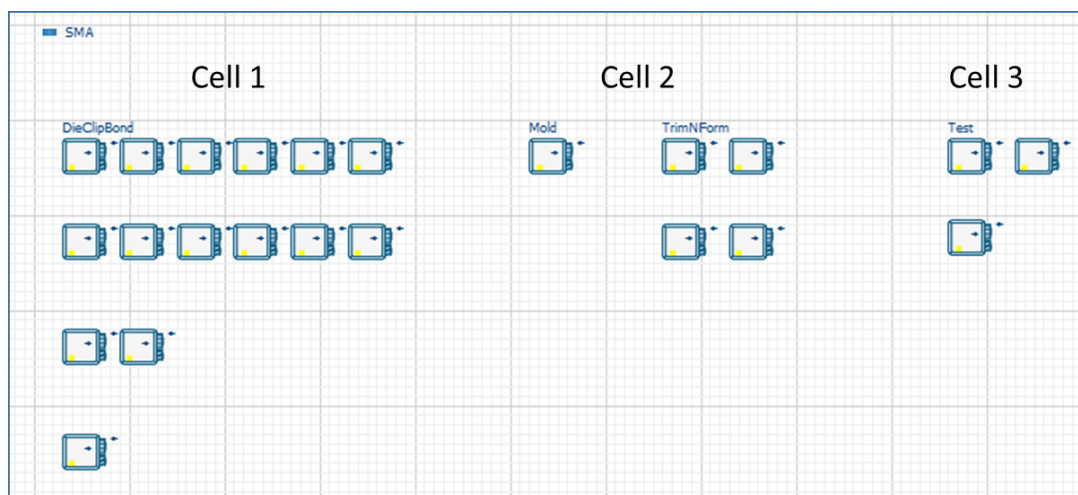 SMA
Cell 1
Cell 2
Cell 3
DieClipBond
Mold
TrimNForm
Test